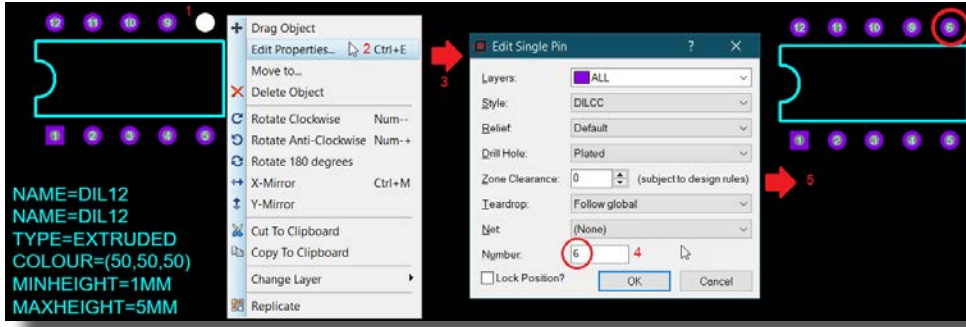 1
12 11 10 9
1 2 3 4 5
NAME=DIL12
NAME=DIL12
TYPE=EXTRUDED
COLOUR=(50,50,50)
MINHEIGHT=1MM
MAXHEIGHT=5MM
Drag Object
Edit Properties... 2 Ctrl+E
Move to...
Delete Object
Rotate Clockwise Num--
Rotate Anti-Clockwise Num-+
Rotate 180 degrees
X-Mirror Ctrl+M
Y-Mirror
Cut To Clipboard
Copy To Clipboard
Change Layer
Replicate
3
Edit Single Pin ? X
Layers: ALL
Style: DILCC
Relief: Default
Drill Hole: Plated
Zone Clearance: 0 (subject to design rules)
Teardrop: Follow global
Net: (None)
Number: 6 4
Lock Position? OK Cancel
5
12 11 10 9 6
1 2 3 4 5